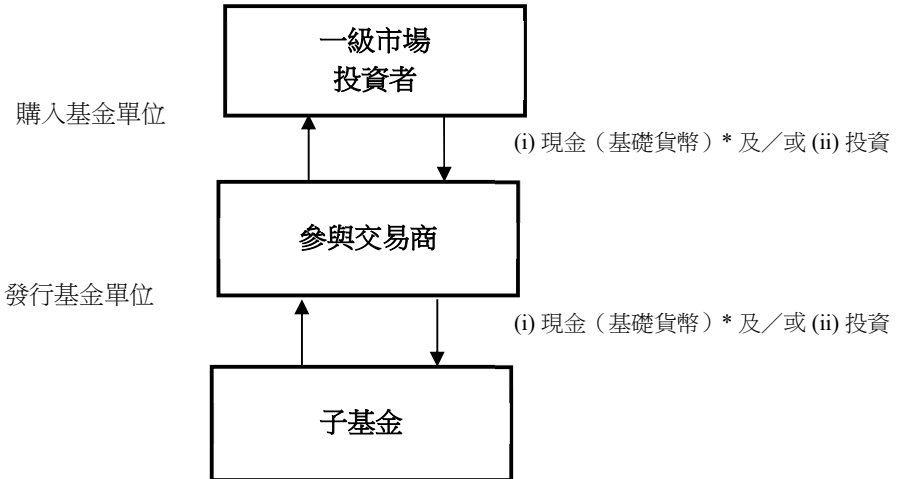 一級市場
投資者
購入基金單位
(i) 現金（基礎貨幣）* 及／或 (ii) 投資
參與交易商
發行基金單位
(i) 現金（基礎貨幣）* 及／或 (ii) 投資
子基金